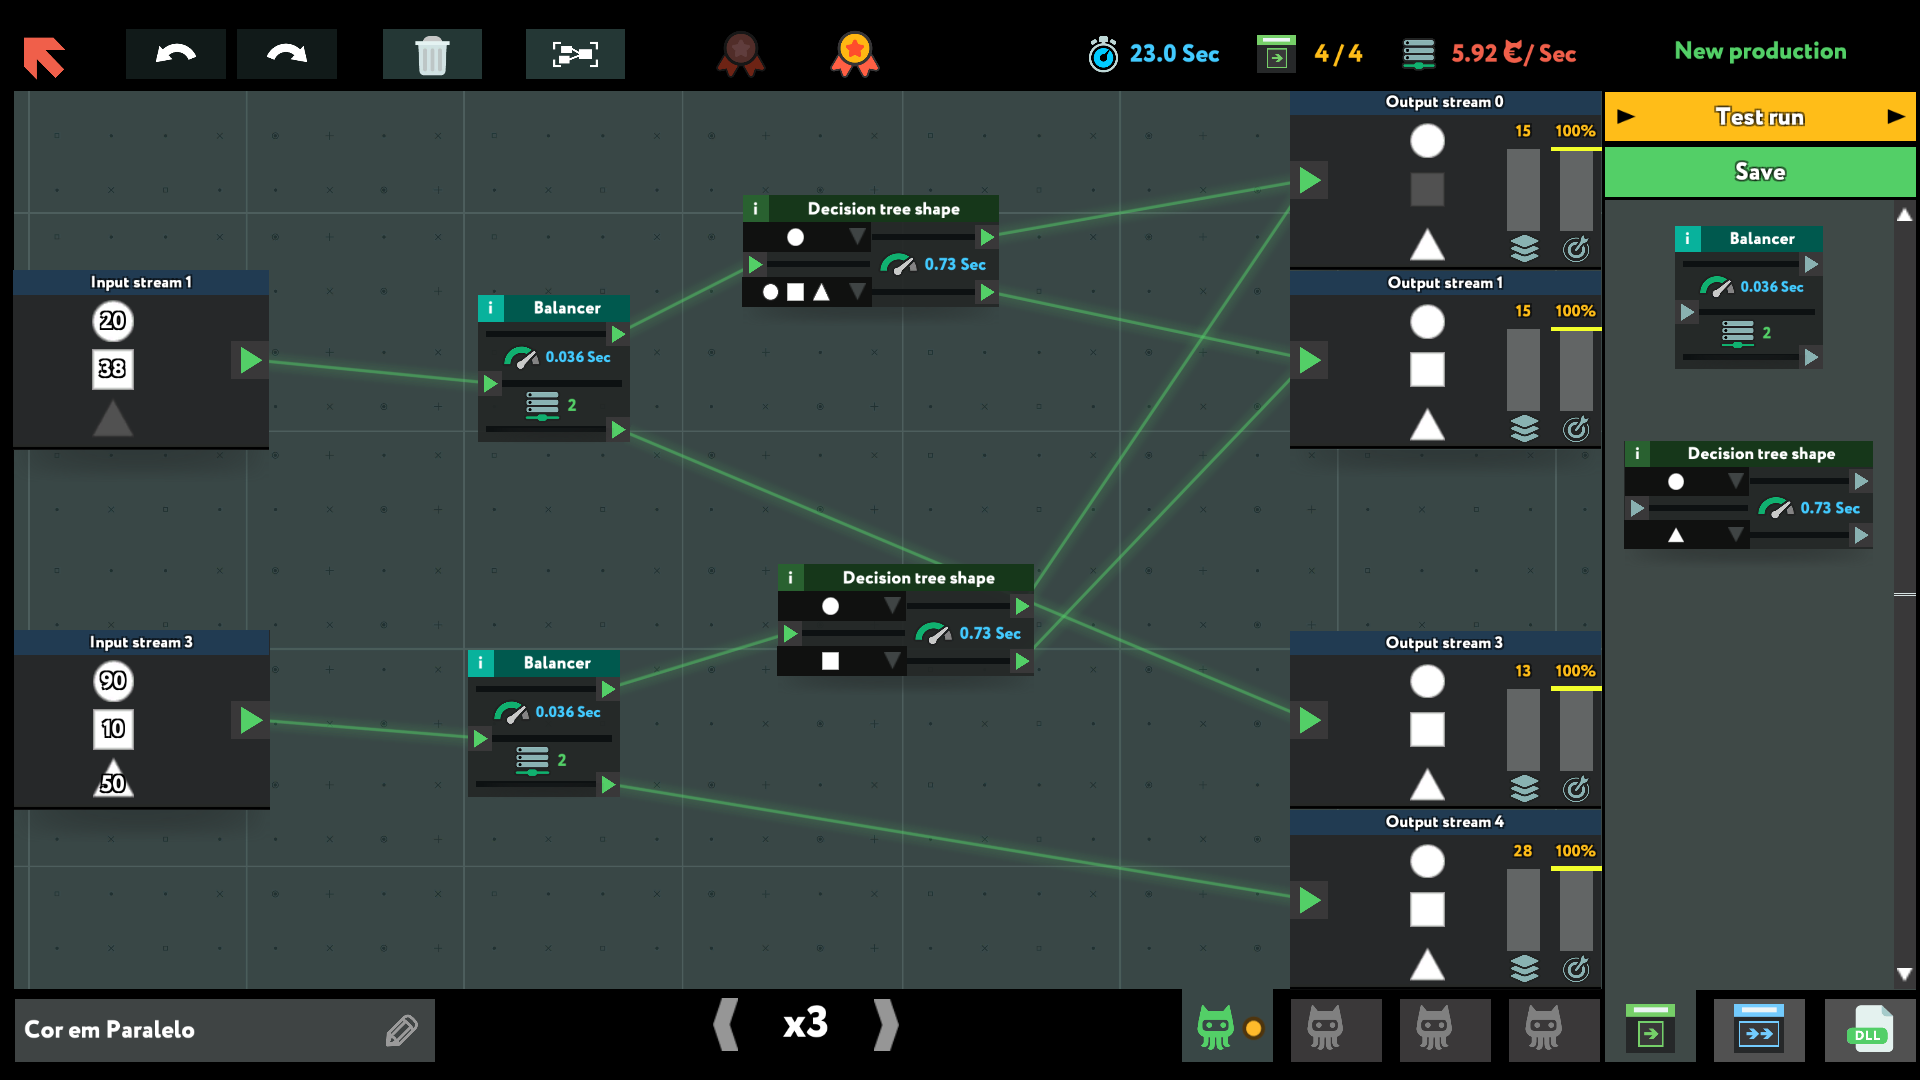 23.0 Sec
4/4
5.92 €/ Sec
New production
Test run
Save
Output stream 0
15
100%
i
Decision tree shape
0.73 Sec
Input stream 1
20
38
i
Balancer
0.036 Sec
2
Output stream 1
15
100%
i
Balancer
0.036 Sec
2
i
Decision tree shape
0.73 Sec
i
Decision tree shape
0.73 Sec
Input stream 3
90
10
50
i
Balancer
0.036 Sec
2
Output stream 3
13
100%
Output stream 4
28
100%
Cor em Paralelo
x3
DLL